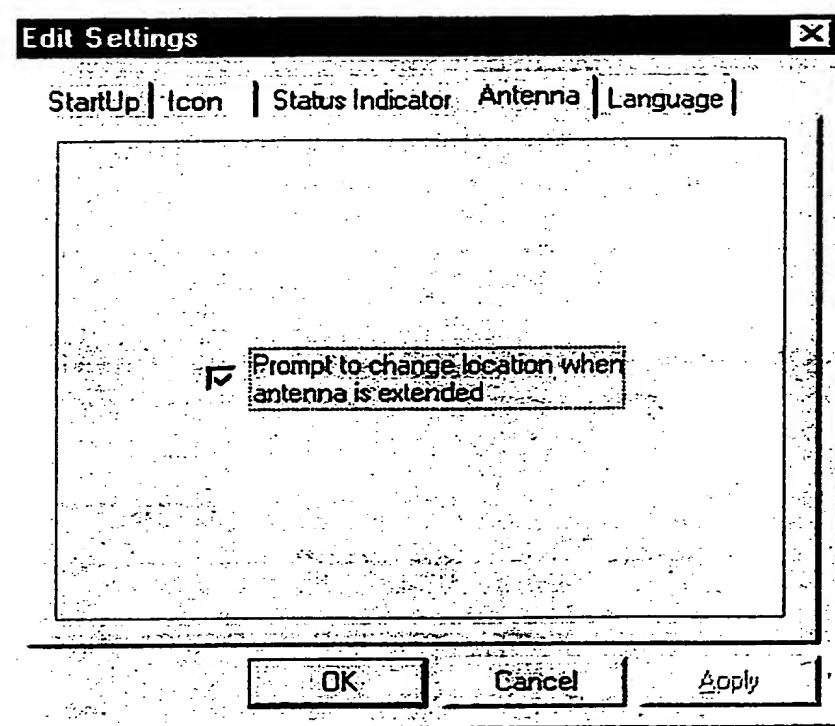 Edit Settings
StartUp Icon Status Indicator Antenna Language
Prompt to change location when
antenna is extended
OK Cancel Apply